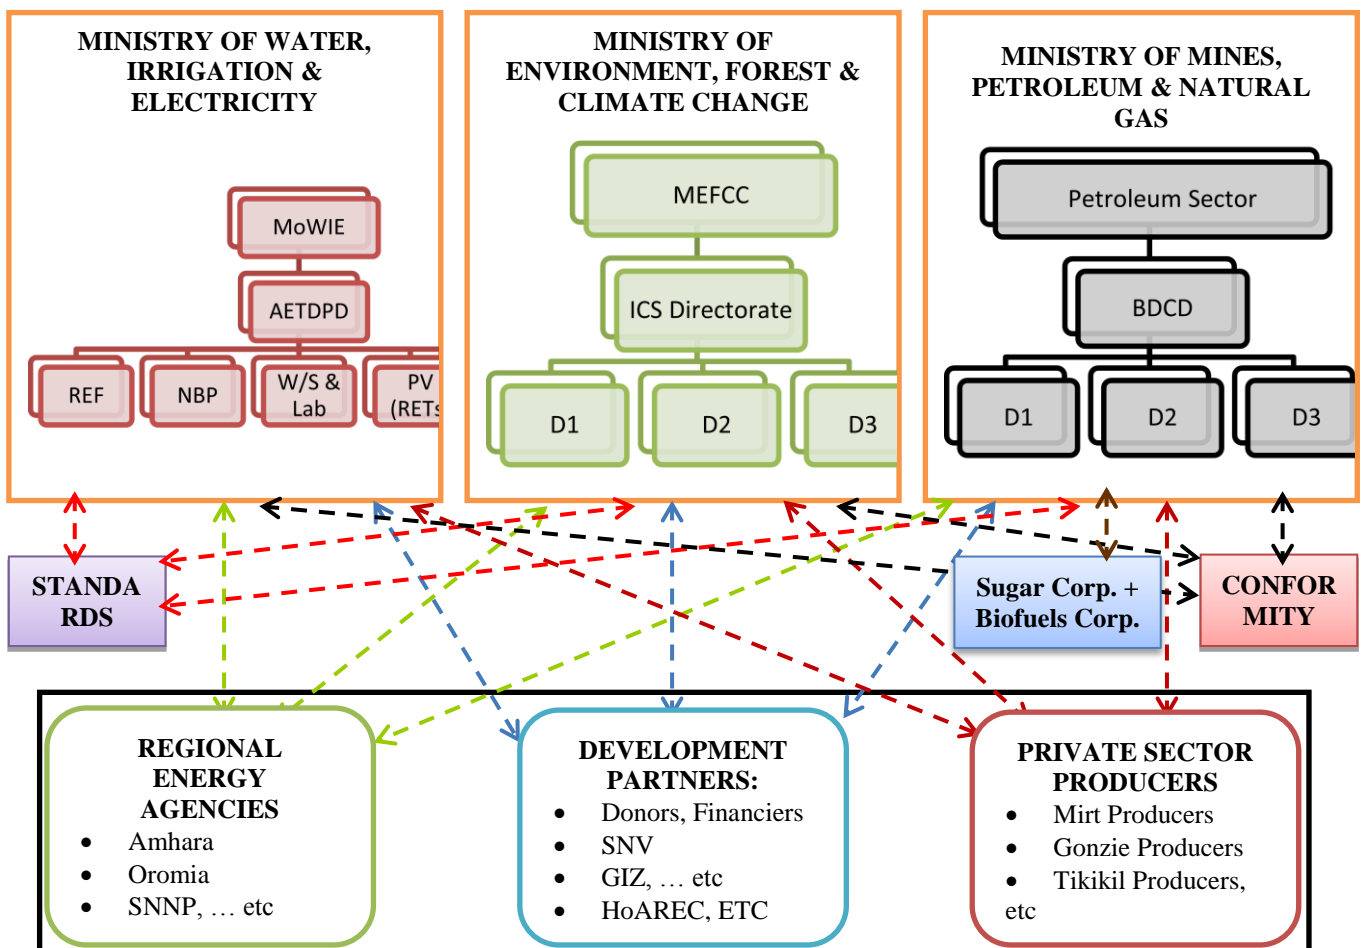 MINISTRY OF WATER,
IRRIGATION &
ELECTRICITY
MoWIE
AETDPD
REF
NBP
W/S &
Lab
PV
(RETs
MINISTRY OF
ENVIRONMENT, FOREST &
CLIMATE CHANGE
MEFCC
ICS Directorate
D1
D2
D3
MINISTRY OF MINES,
PETROLEUM & NATURAL
GAS
Petroleum Sector
BDCD
D1
D2
D3
STANDA
RDS
Sugar Corp. +
Biofuels Corp.
CONFOR
MITY
REGIONAL
ENERGY
AGENCIES
• Amhara
• Oromia
• SNNP, … etc
DEVELOPMENT
PARTNERS:
• Donors, Financiers
• SNV
• GIZ, … etc
• HoAREC, ETC
PRIVATE SECTOR
PRODUCERS
• Mirt Producers
• Gonzie Producers
• Tikikil Producers,
etc